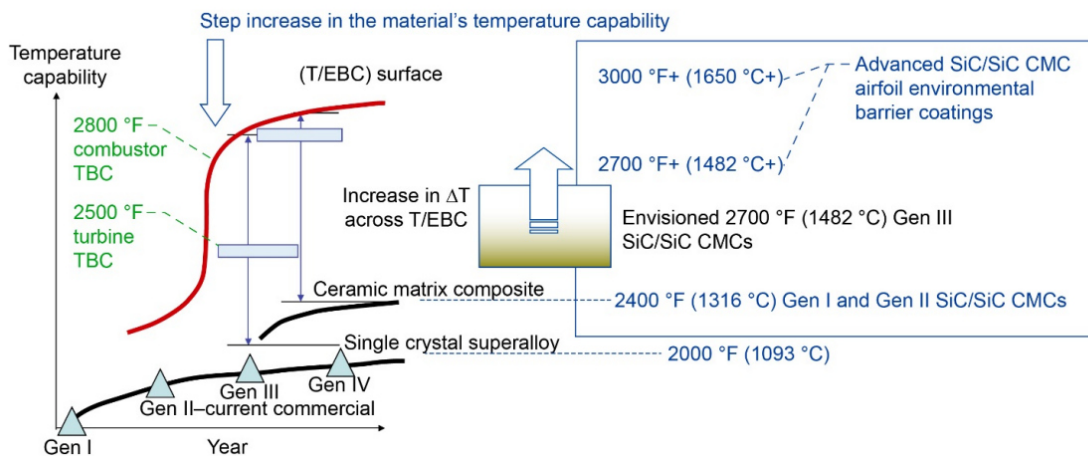 Step increase in the material's temperature capability
Temperature
capability
(T/EBC) surface
2800 °F
combustor
TBC
2500 °F
turbine
TBC
Increase in ΔT
across T/EBC
3000 °F+ (1650 °C+)
Advanced SiC/SiC CMC
airfoil environmental
barrier coatings
2700 °F+ (1482 °C+)
Envisioned 2700 °F (1482 °C) Gen III
SiC/SiC CMCs
Ceramic matrix composite
2400 °F (1316 °C) Gen I and Gen II SiC/SiC CMCs
Single crystal superalloy
2000 °F (1093 °C)
Gen III
Gen IV
Gen II–current commercial
Gen I
Year